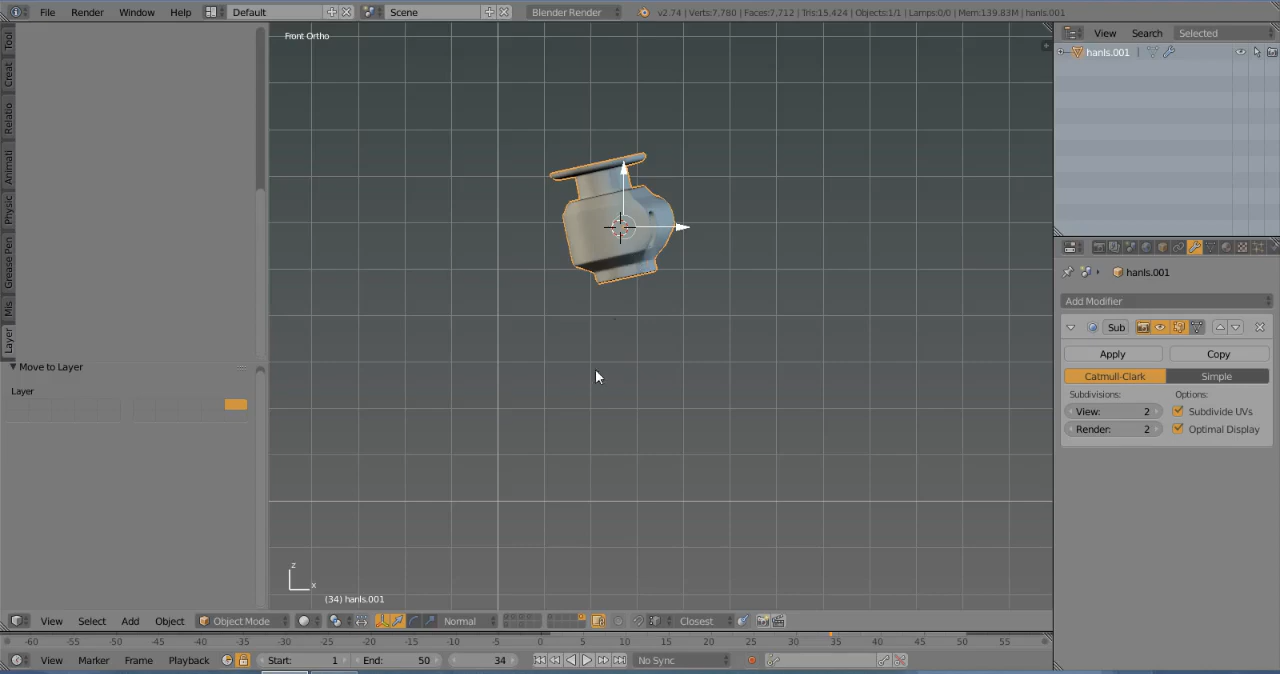 File Render Window Help Default Scene Blender Render v2.74 | Verts:7,780 | Faces:7,712 | Tris:15,424 | Objects:1/1 | Lamps:0/0 | Mem:139.83M | hanls.001
Front Ortho
View Search Selected
hanls.001
Tool
Creat
Relatio
Animati
Physic
Grease Pen
Mis
Layer
hanls.001
Add Modifier
Sub
Apply Copy
Catmull-Clark Simple
Subdivisions: Options:
View: 2 Subdivide UVs
Render: 2 Optimal Display
Move to Layer
Layer
z
x
(34) hanls.001
View Select Add Object Object Mode Normal Closest
-60 -55 -50 -45 -40 -35 -30 -25 -20 -15 -10 -5 0 5 10 15 20 25 30 35 40 45 50 55
View Marker Frame Playback Start: 1 End: 50 34 No Sync